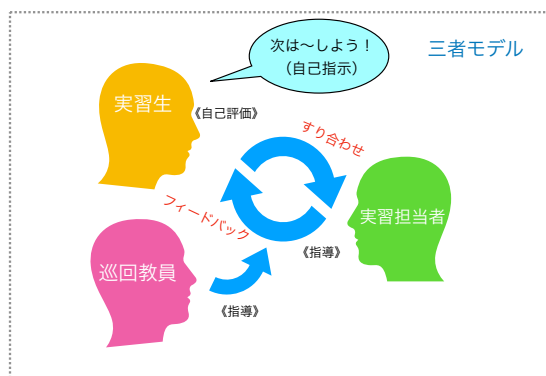 三者モデル
次は～しよう！
（自己指示）
実習生
《自己評価》
すり合わせ
実習担当者
フィードバック
《指導》
巡回教員
《指導》